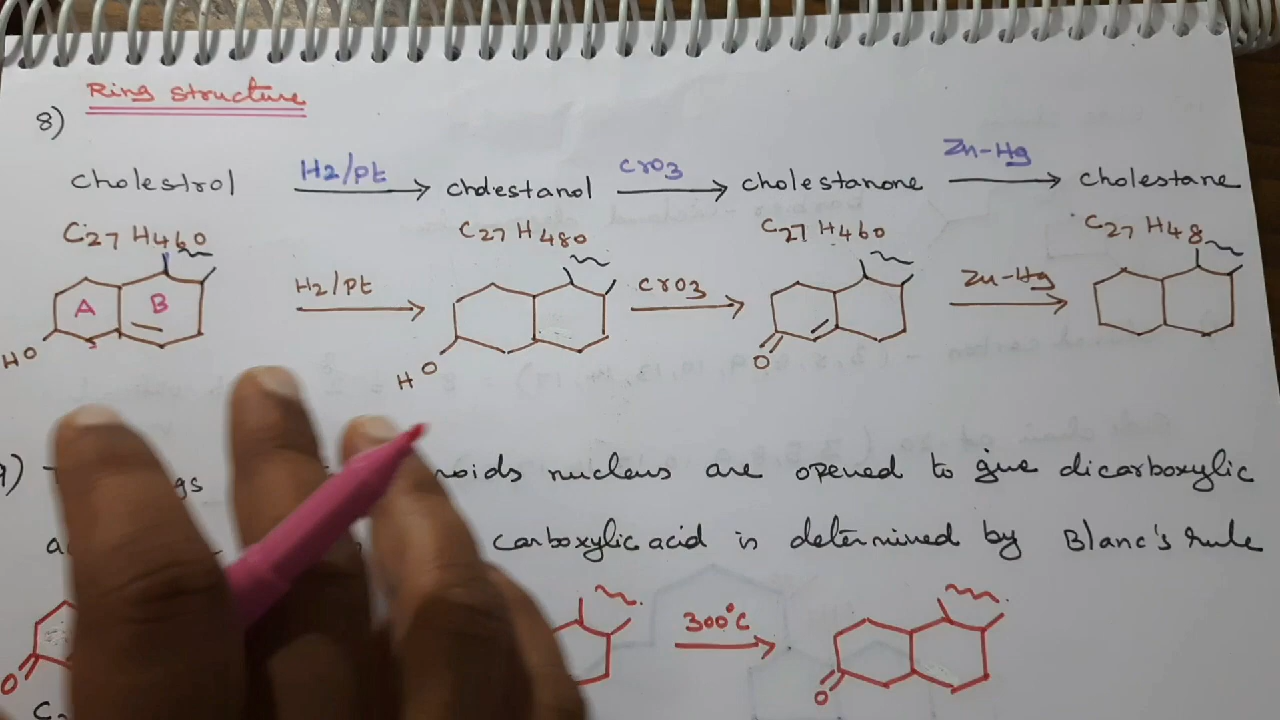 Ring structure
8)
cholestrol H2/Pt cholestanol CrO3 cholestanone Zn-Hg cholestane
C27 H46O C27 H48O C27 H46O C27 H48
A B H2/Pt CrO3 Zn-Hg
HO HO O
noids nucleus are opened to give dicarboxylic
carboxylic acid is determined by Blanc's rule
300°C
O O